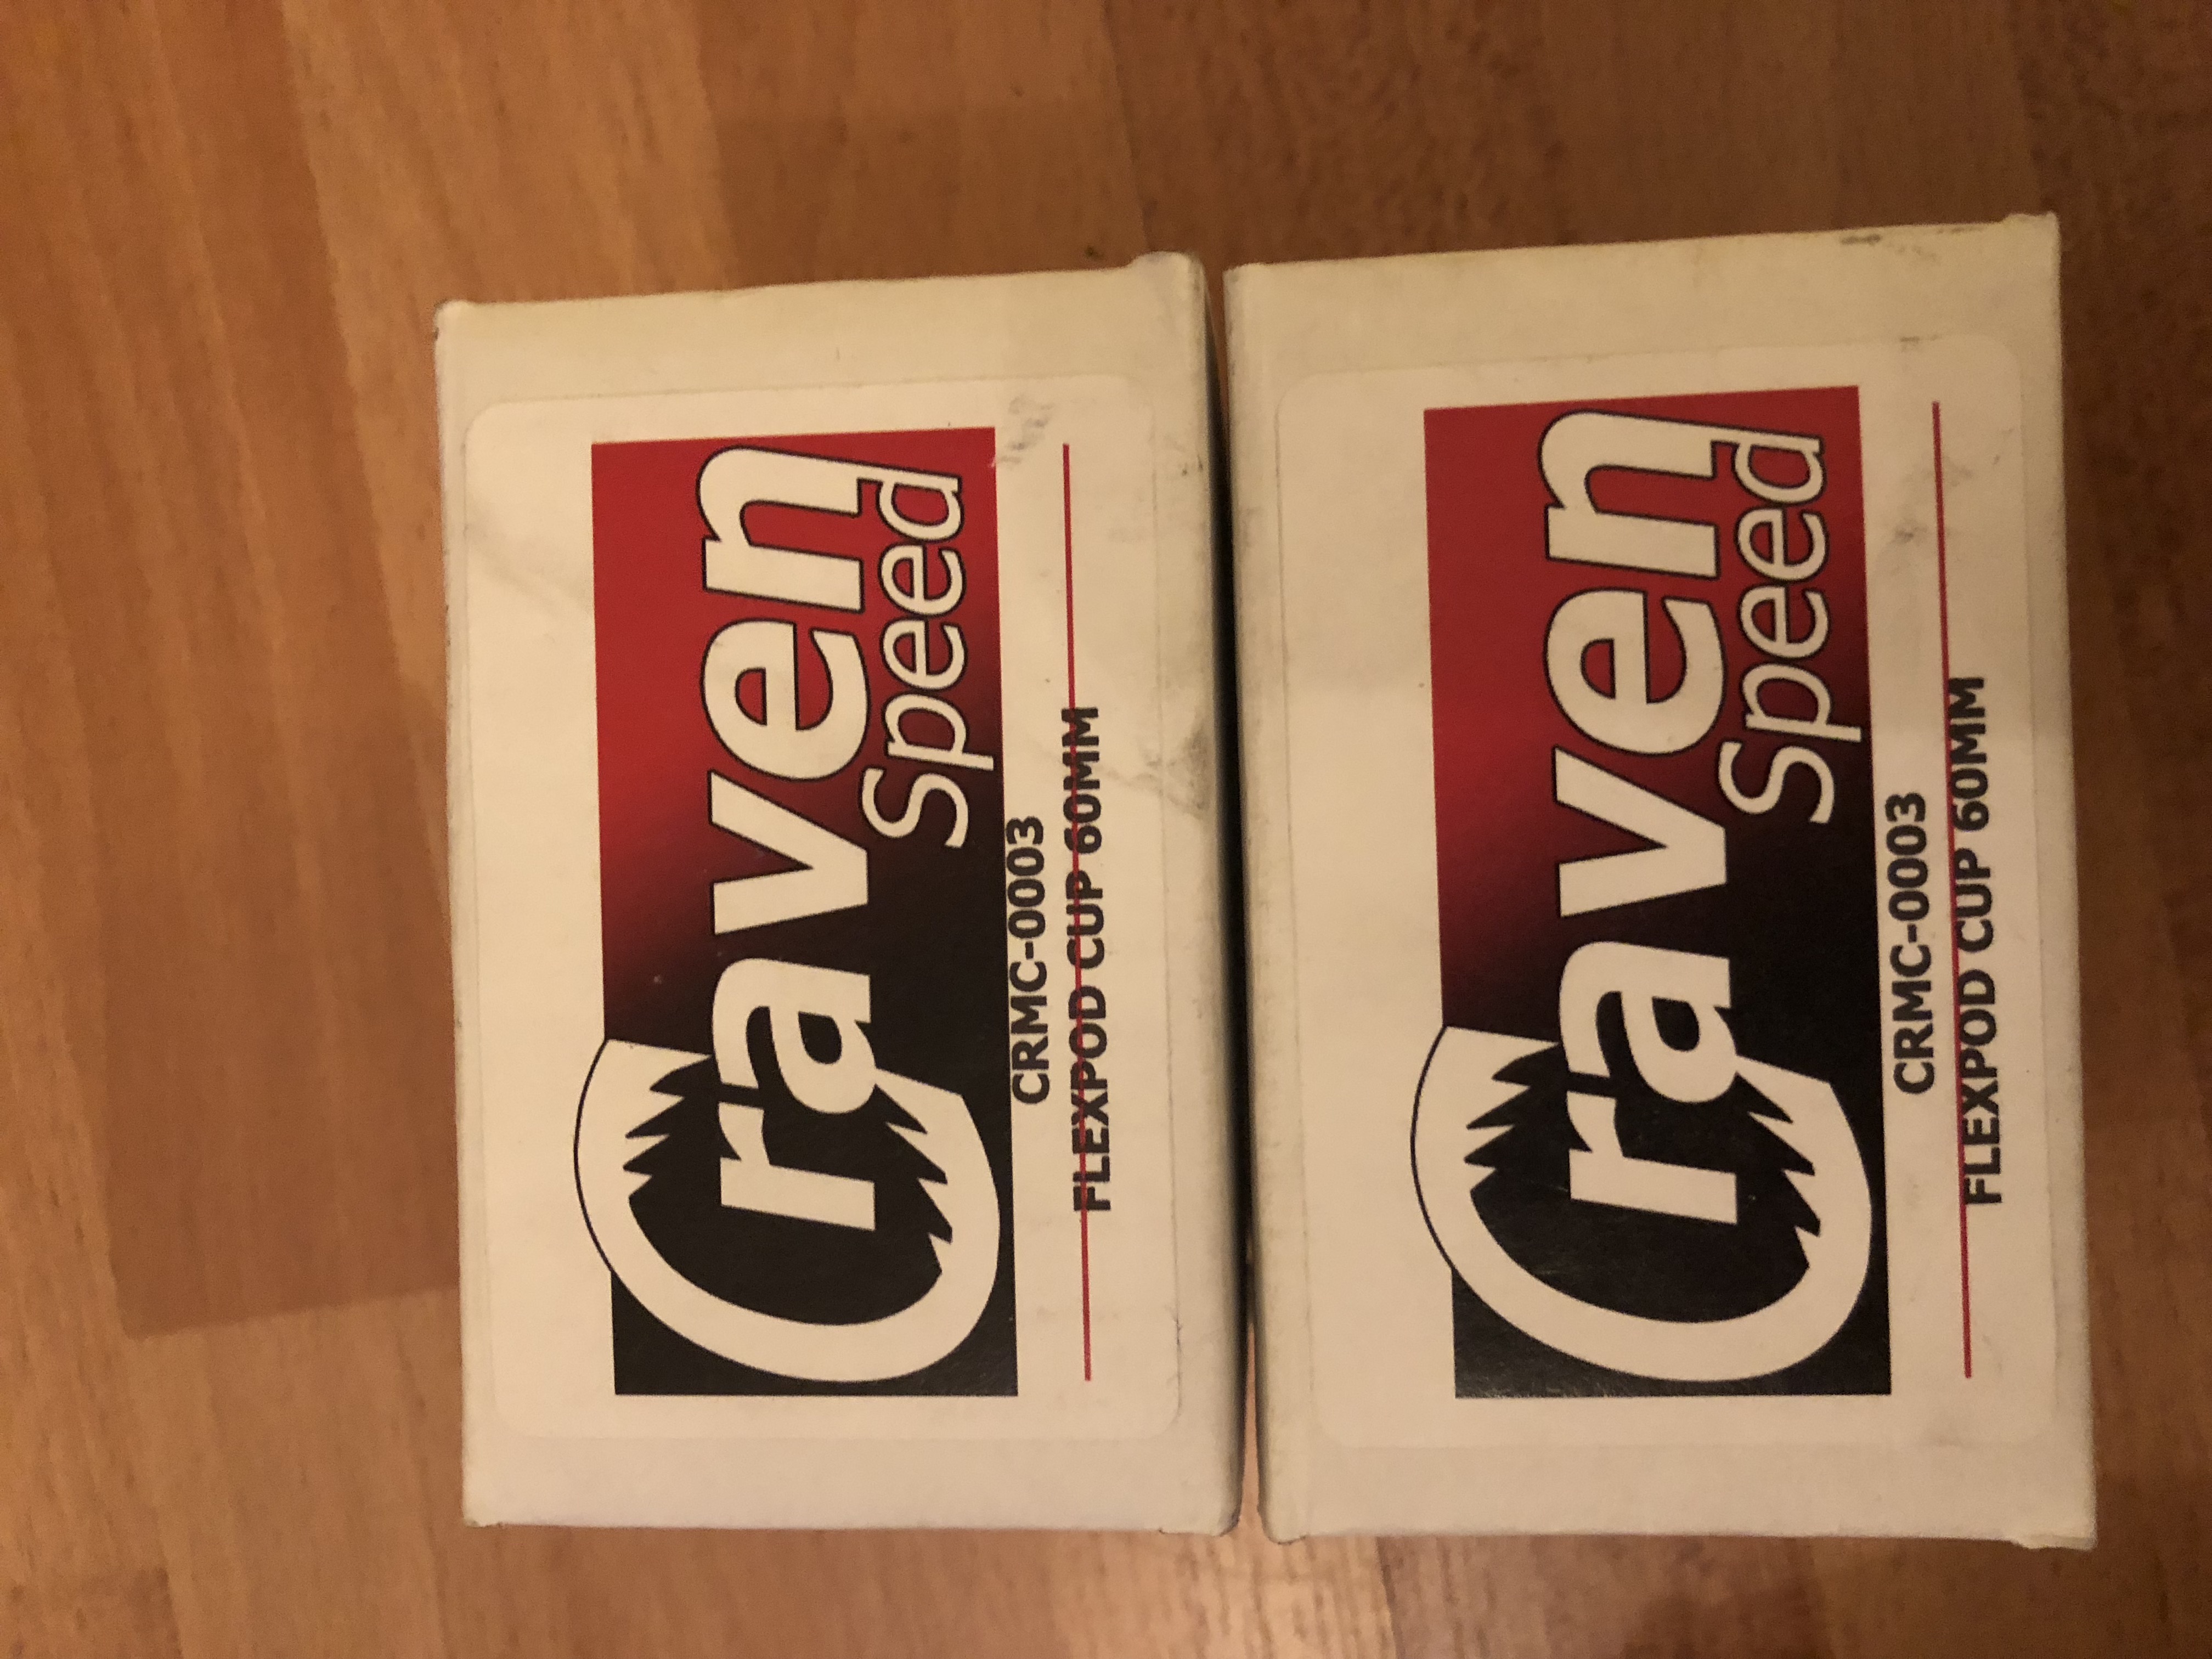 Craven
Speed
CRMC-0003
FLEXPOD CUP 60MM
Craven
Speed
CRMC-0003
FLEXPOD CUP 60MM